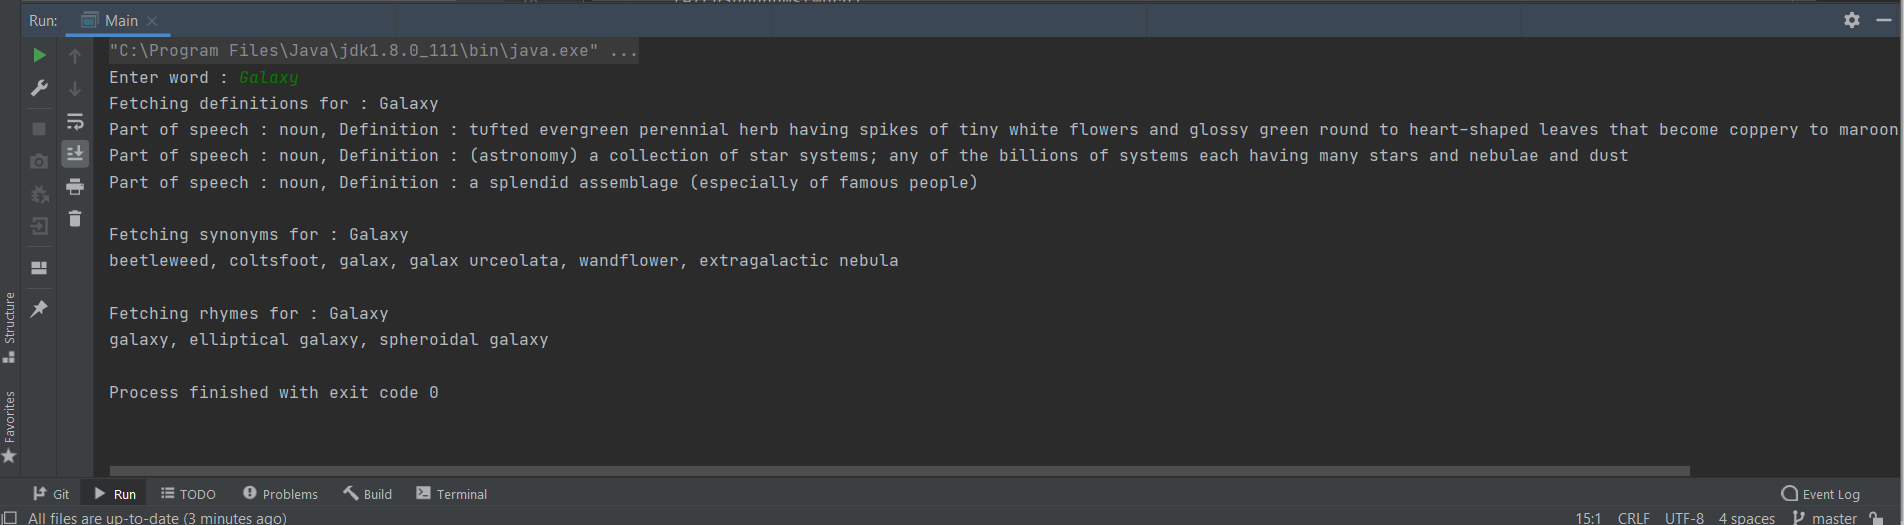 Run: Main
"C:\Program Files\Java\jdk1.8.0_111\bin\java.exe" ...
Enter word : Galaxy
Fetching definitions for : Galaxy
Part of speech : noun, Definition : tufted evergreen perennial herb having spikes of tiny white flowers and glossy green round to heart-shaped leaves that become coppery to maroon
Part of speech : noun, Definition : (astronomy) a collection of star systems; any of the billions of systems each having many stars and nebulae and dust
Part of speech : noun, Definition : a splendid assemblage (especially of famous people)
Fetching synonyms for : Galaxy
beetleweed, coltsfoot, galax, galax urceolata, wandflower, extragalactic nebula
Fetching rhymes for : Galaxy
galaxy, elliptical galaxy, spheroidal galaxy
Process finished with exit code 0
Structure
Favorites
Git Run TODO Problems Build Terminal Event Log
All files are up-to-date (3 minutes ago) 15:1 CRLF UTF-8 4 spaces master